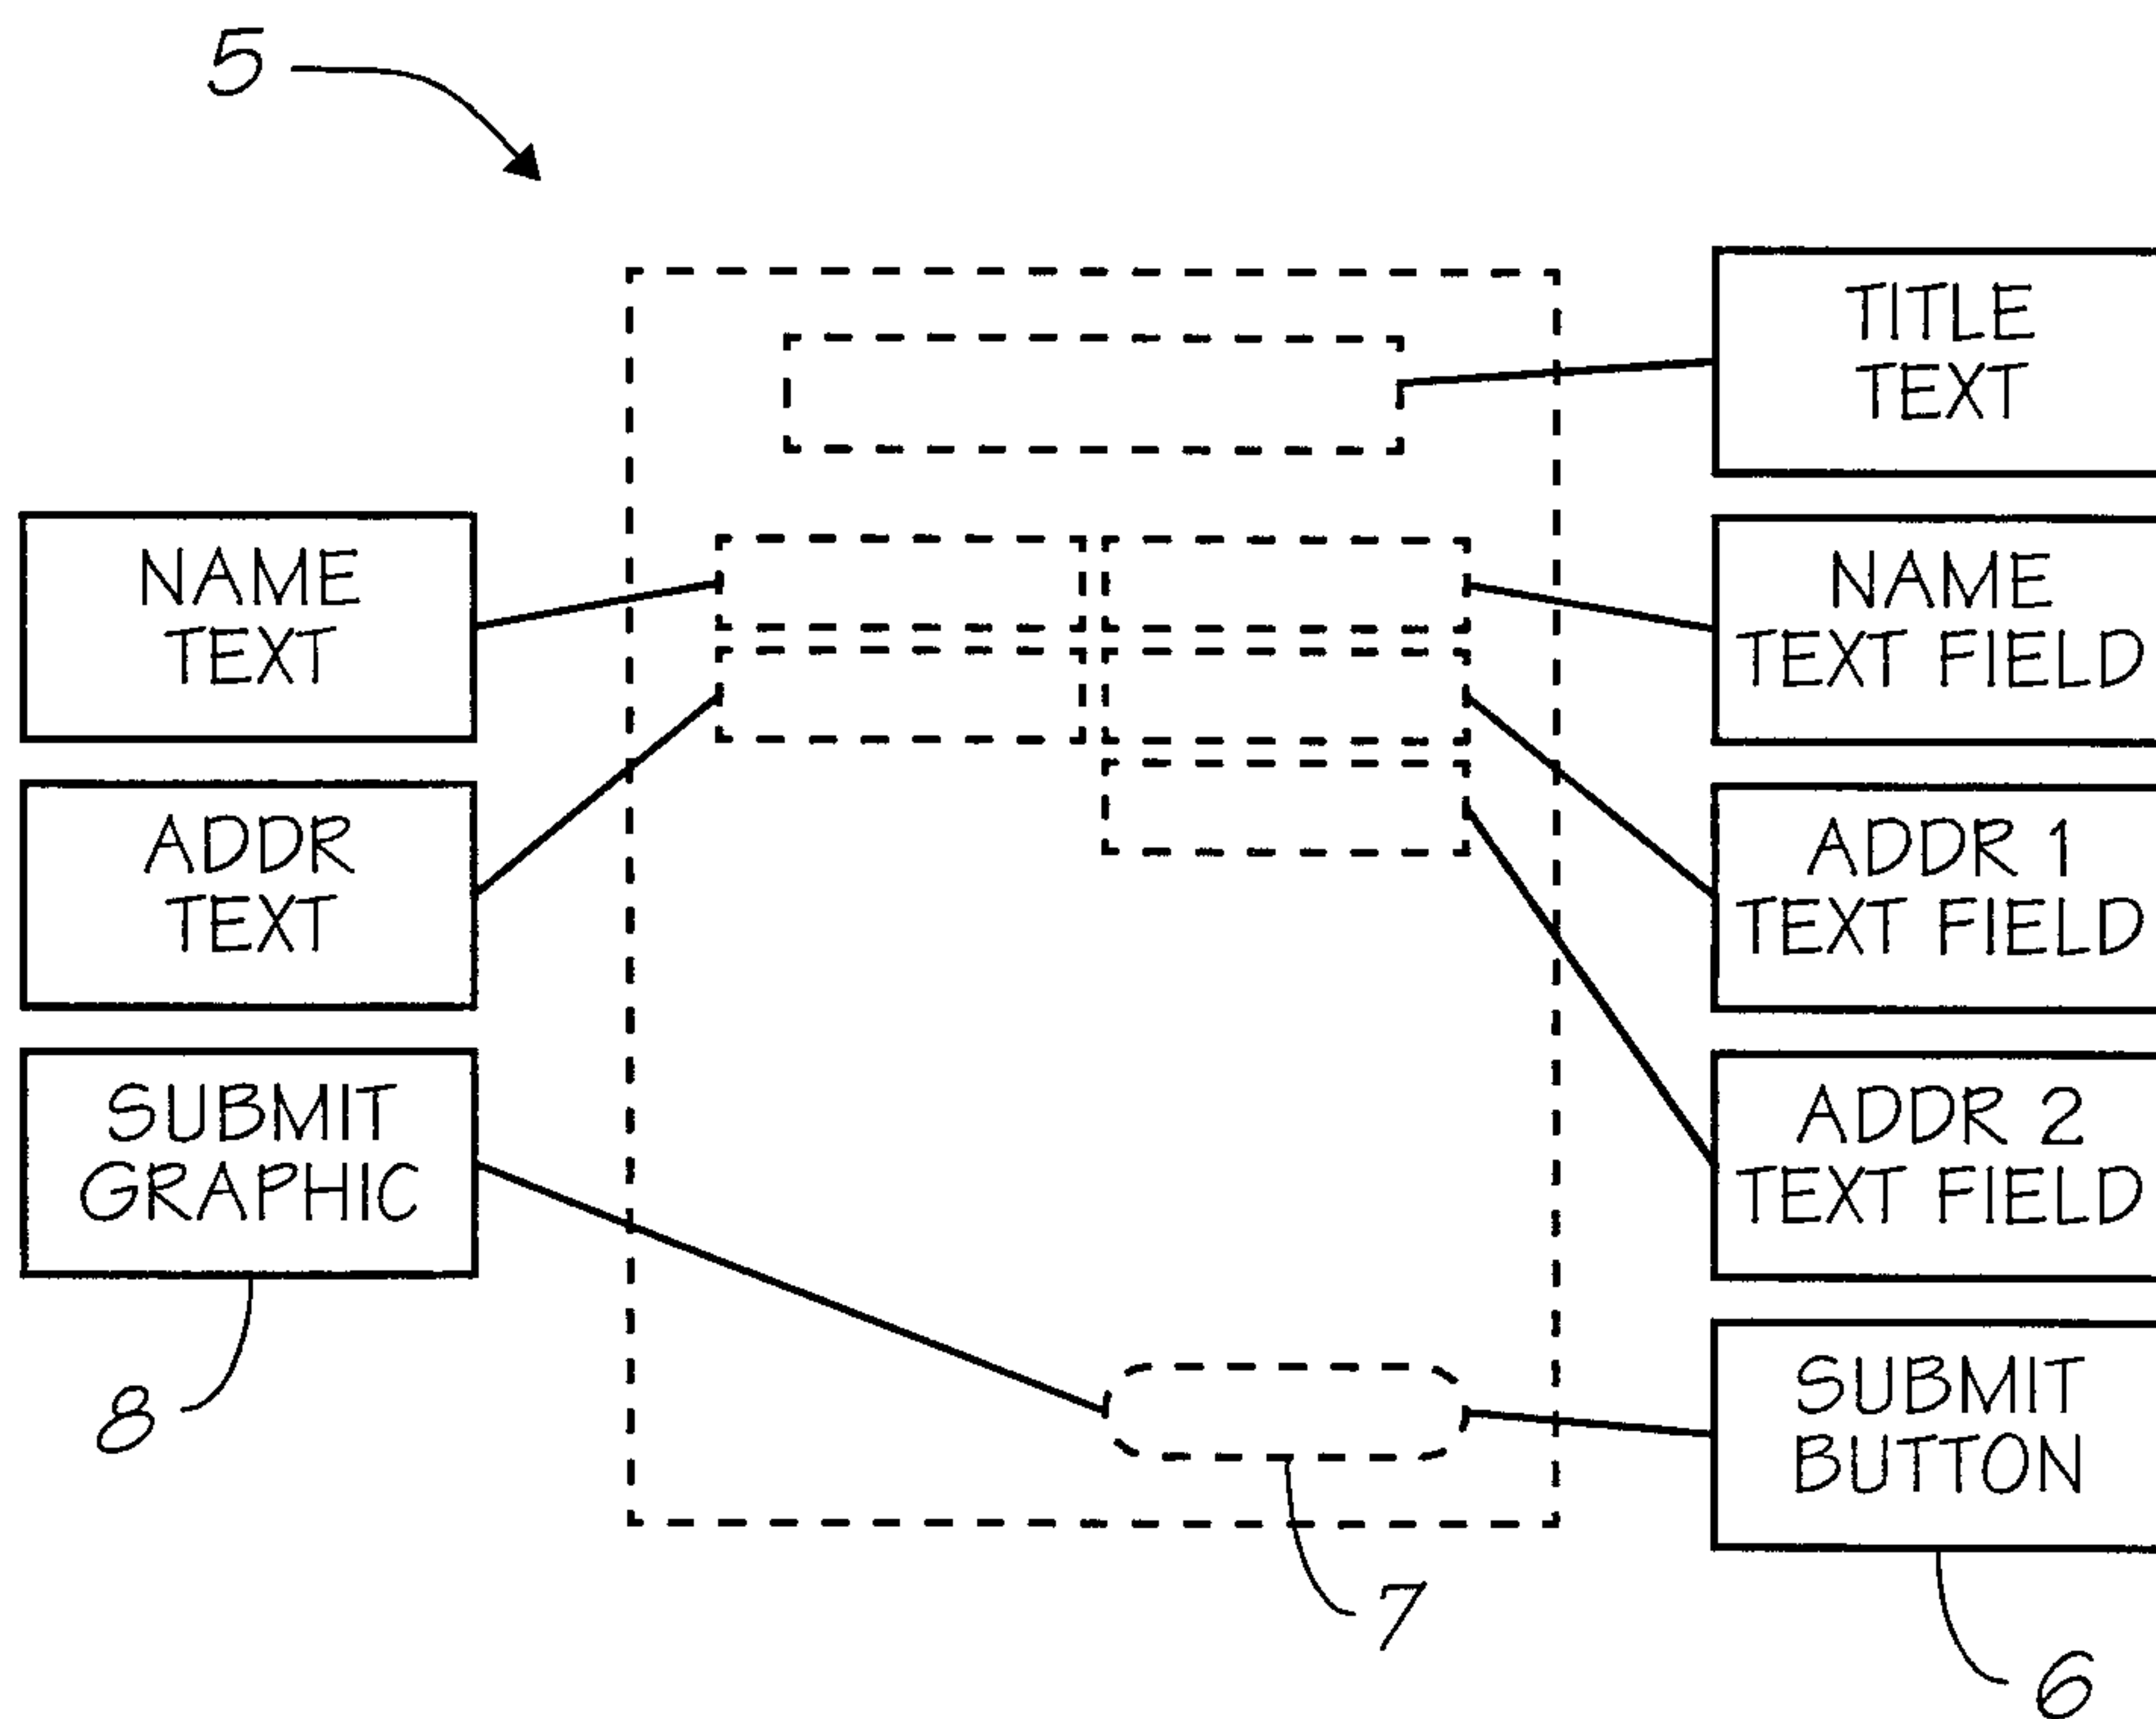 5
TITLE
TEXT
NAME
TEXT
NAME
TEXT FIELD
ADDR
TEXT
ADDR 1
TEXT FIELD
SUBMIT
GRAPHIC
ADDR 2
TEXT FIELD
SUBMIT
BUTTON
8
7
6